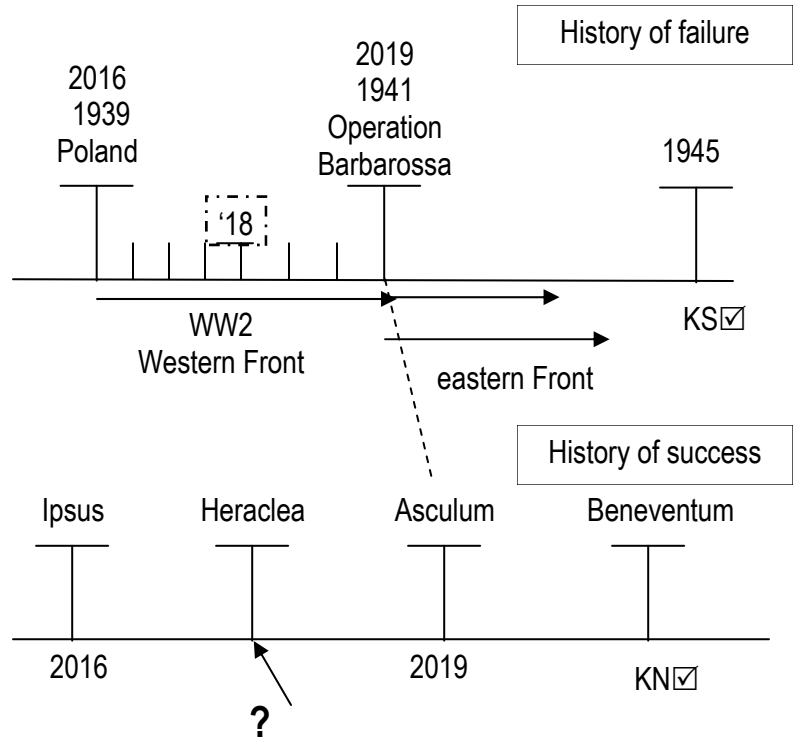 History of failure
2016
1939
Poland
2019
1941
Operation
Barbarossa
1945
‘18
WW2
Western Front
KS☑
eastern Front
History of success
Ipsus
Heraclea
Asculum
Beneventum
2016
2019
KN☑
?